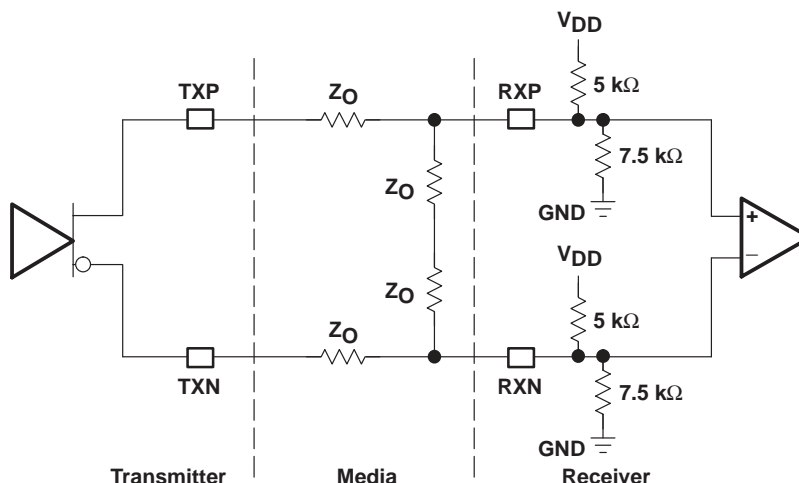 VDD
TXP
ZO
RXP
5 kΩ
7.5 kΩ
ZO
GND
+
−
VDD
ZO
ZO
5 kΩ
TXN
RXN
7.5 kΩ
GND
Transmitter
Media
Receiver